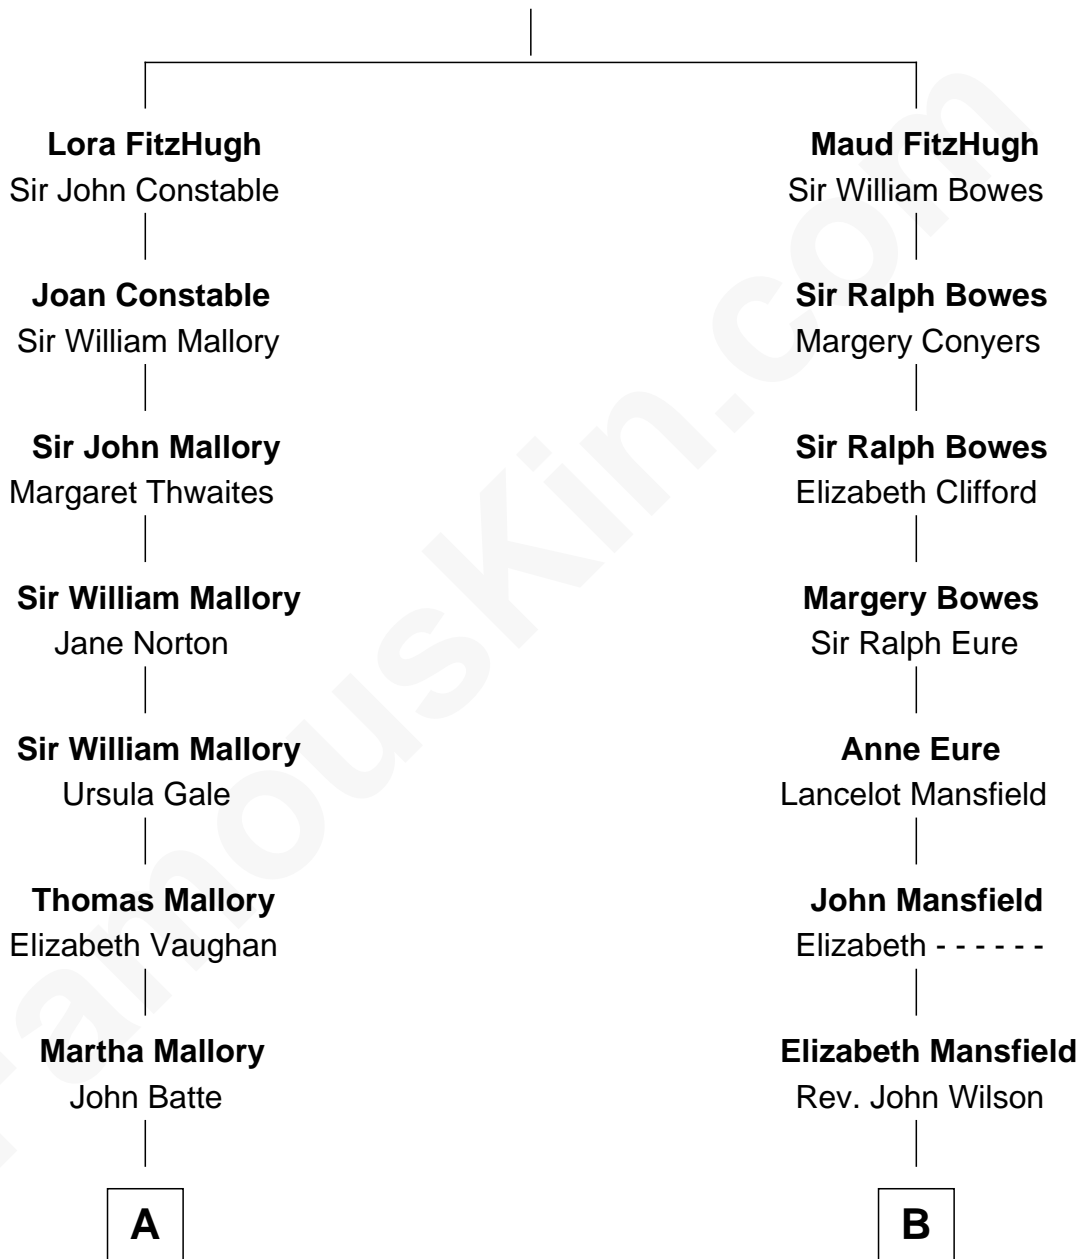 Lora FitzHugh
Sir John Constable
Joan Constable
Sir William Mallory
Sir John Mallory
Margaret Thwaites
Sir William Mallory
Jane Norton
Sir William Mallory
Ursula Gale
Thomas Mallory
Elizabeth Vaughan
Martha Mallory
John Batte
A
Maud FitzHugh
Sir William Bowes
Sir Ralph Bowes
Margery Conyers
Sir Ralph Bowes
Elizabeth Clifford
Margery Bowes
Sir Ralph Eure
Anne Eure
Lancelot Mansfield
John Mansfield
Elizabeth - - - - - -
Elizabeth Mansfield
Rev. John Wilson
B
FamousKin.com